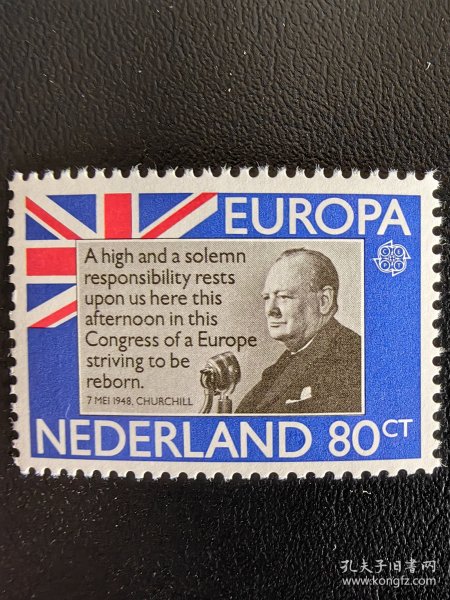 EUROPA
A high and a solemn
responsibility rests
upon us here this
afternoon in this
Congress of a Europe
striving to be
reborn.
7 MEI 1948, CHURCHILL
NEDERLAND 80CT
孔夫子旧书网
www.kongfz.com